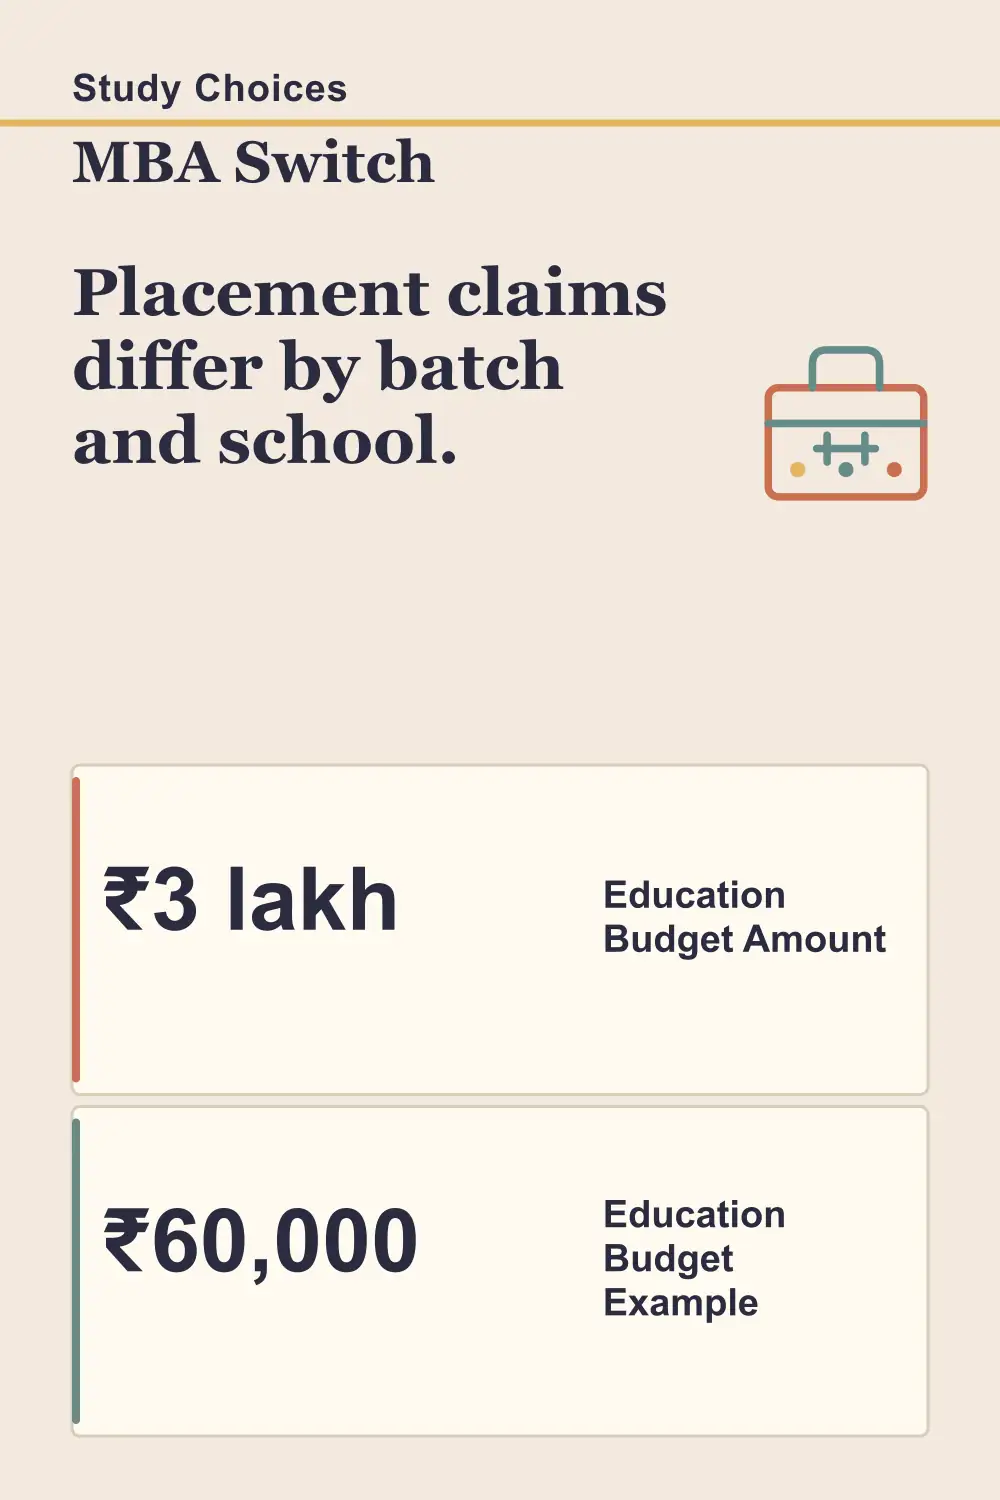 Study Choices
MBA Switch
Placement claims
differ by batch
and school.
₹3 lakh
Education
Budget Amount
₹60,000
Education
Budget
Example